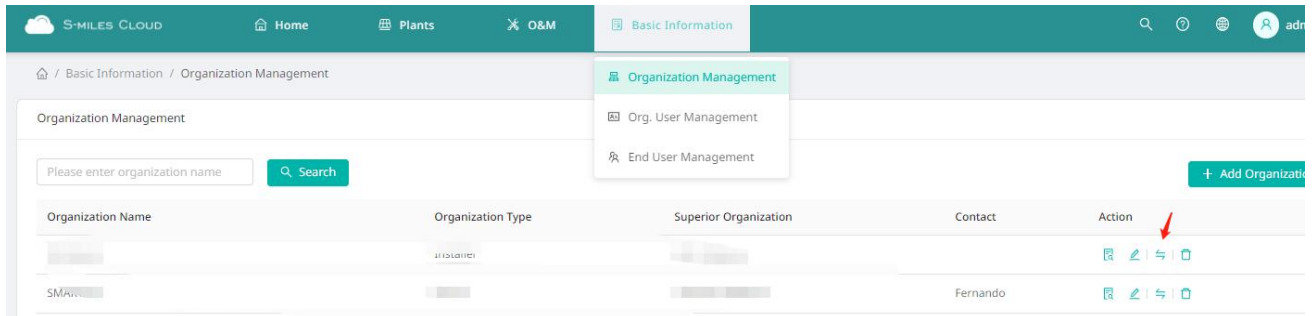 S-MILES CLOUD Home Plants O&M Basic Information adm
/ Basic Information / Organization Management
Organization Management
Organization Management
Org. User Management
End User Management
Please enter organization name Search + Add Organizatio
Organization Name Organization Type Superior Organization Contact Action
Installer
Fernando